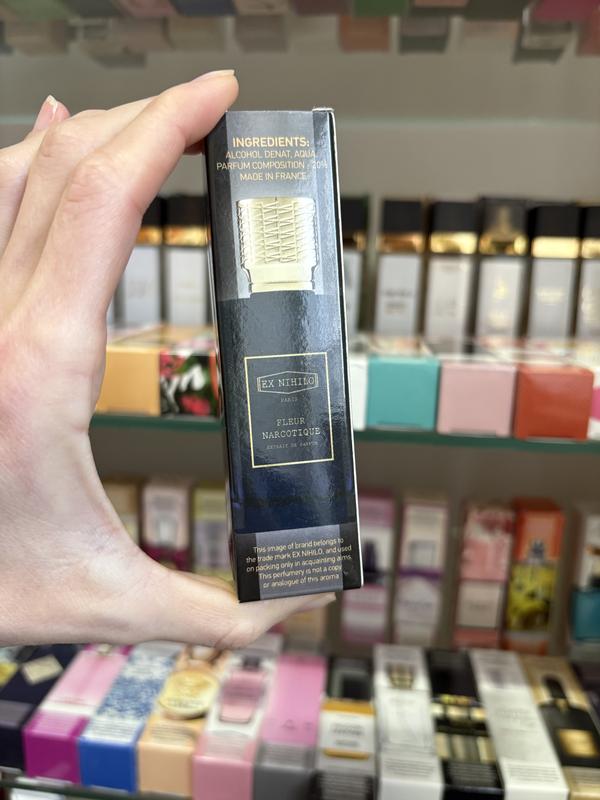 INGREDIENTS:
ALCOHOL DENAT, AQUA,
PARFUM COMPOSITION - 20%
MADE IN FRANCE
EX NIHILO
PARIS
FLEUR
NARCOTIQUE
EXTRAIT DE PARFUM
This image of brand belongs to
the trade mark EX NIHILO, and used
on packing only in acquainting aims.
This perfumery is not a copy
or analogue of this aroma